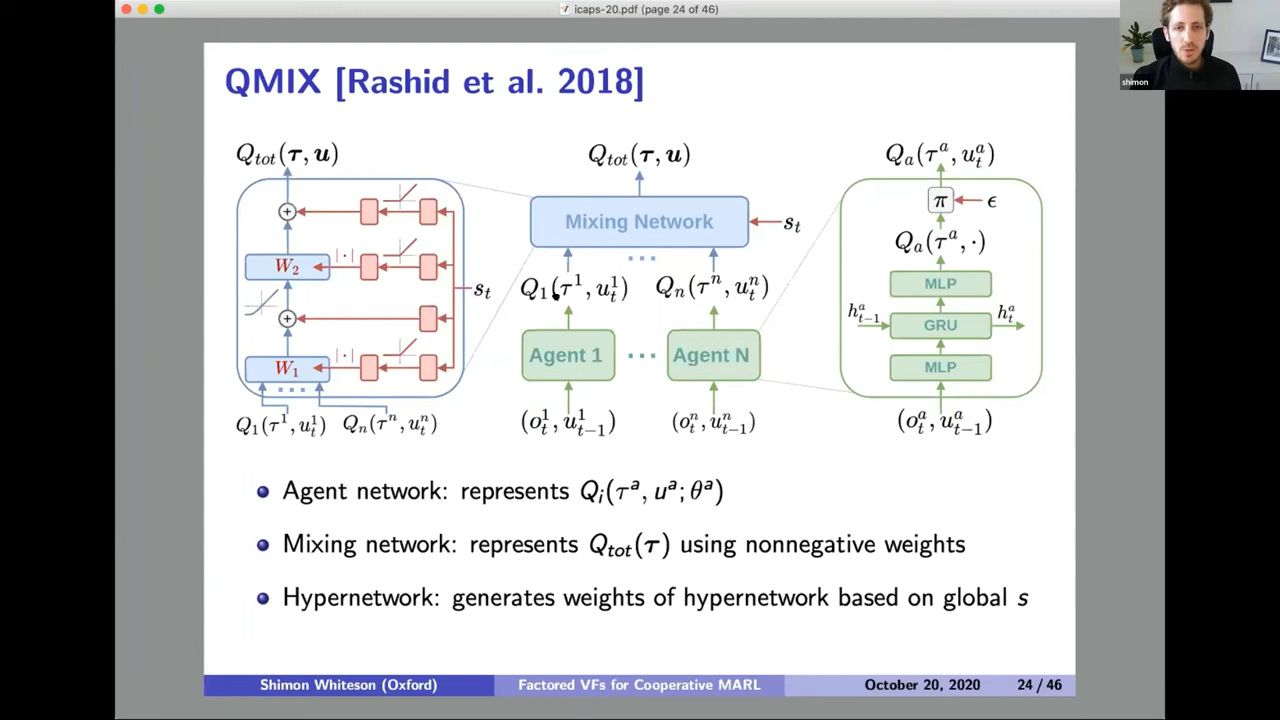 icaps-20.pdf (page 24 of 46)
shimon
QMIX [Rashid et al. 2018]
Q_tot(τ, u)
Q_tot(τ, u)
Q_a(τ^a, u_t^a)
π
ϵ
Mixing Network
s_t
Q_a(τ^a, ·)
W_2
|·|
s_t
...
Q_1(τ^1, u_t^1)
Q_n(τ^n, u_t^n)
MLP
h_{t-1}^a
GRU
h_t^a
Agent 1
...
Agent N
W_1
|·|
MLP
...
Q_1(τ^1, u_t^1)
Q_n(τ^n, u_t^n)
(o_t^1, u_{t-1}^1)
(o_t^n, u_{t-1}^n)
(o_t^a, u_{t-1}^a)
Agent network: represents Q_i(τ^a, u^a; θ^a)
Mixing network: represents Q_tot(τ) using nonnegative weights
Hypernetwork: generates weights of hypernetwork based on global s
Shimon Whiteson (Oxford)
Factored VFs for Cooperative MARL
October 20, 2020
24 / 46